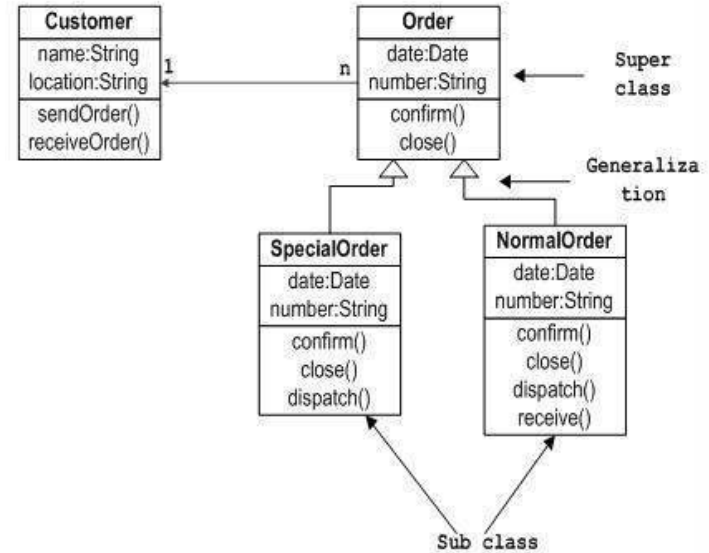 Customer
name:String
location:String
sendOrder()
receiveOrder()
1
n
Order
date:Date
number:String
confirm()
close()
Super
class
Generaliza
tion
SpecialOrder
date:Date
number:String
confirm()
close()
dispatch()
NormalOrder
date:Date
number:String
confirm()
close()
dispatch()
receive()
Sub class